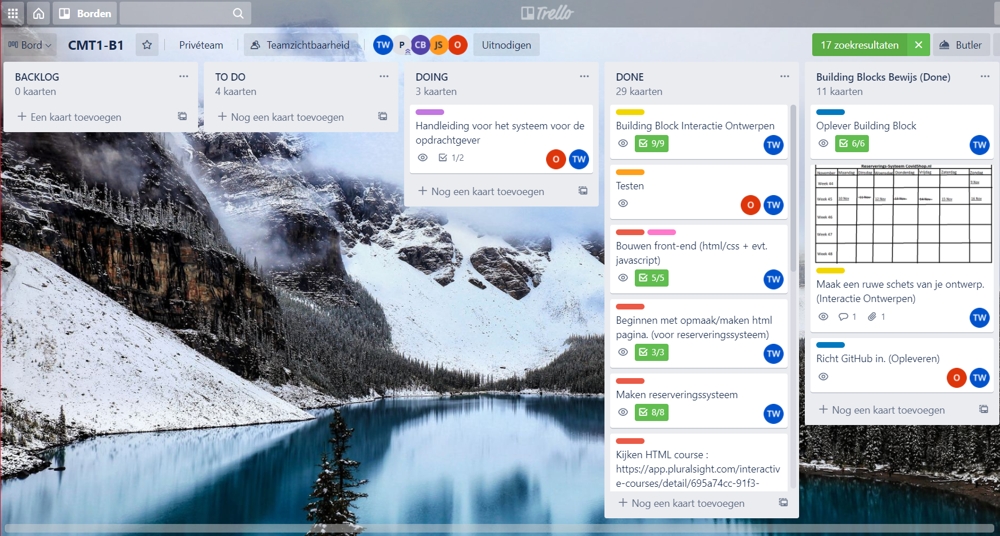 Borden
Trello
Bord
CMT1-B1
Privéteam
Teamzichtbaarheid
TW
P
CB
JS
O
Uitnodigen
17 zoekresultaten
Butler
BACKLOG
0 kaarten
Een kaart toevoegen
TO DO
4 kaarten
Nog een kaart toevoegen
DOING
3 kaarten
Handleiding voor het systeem voor de
opdrachtgever
1/2
O
TW
Nog een kaart toevoegen
DONE
29 kaarten
Building Block Interactie Ontwerpen
9/9
TW
Testen
O
TW
Bouwen front-end (html/css + evt.
javascript)
5/5
TW
Beginnen met opmaak/maken html
pagina. (voor reserveringssysteem)
3/3
TW
Maken reserveringssysteem
8/8
TW
Kijken HTML course :
https://app.pluralsight.com/interactiv
e-courses/detail/695a74cc-91f3-
Nog een kaart toevoegen
Building Blocks Bewijs (Done)
11 kaarten
Oplever Building Block
6/6
TW
Reserverings-Systeem CovidShop.nl
November Maandag Dinsdag Woensdag Donderdag Vrijdag Zaterdag Zondag
Week 44 9 Nov
Week 45 10 Nov 11 Nov 12 Nov 13 Nov 14 Nov 15 Nov 16 Nov
Week 46
Week 47
Week 48
Maak een ruwe schets van je ontwerp.
(Interactie Ontwerpen)
1 1
TW
Richt GitHub in. (Opleveren)
O
TW
Nog een kaart toevoegen